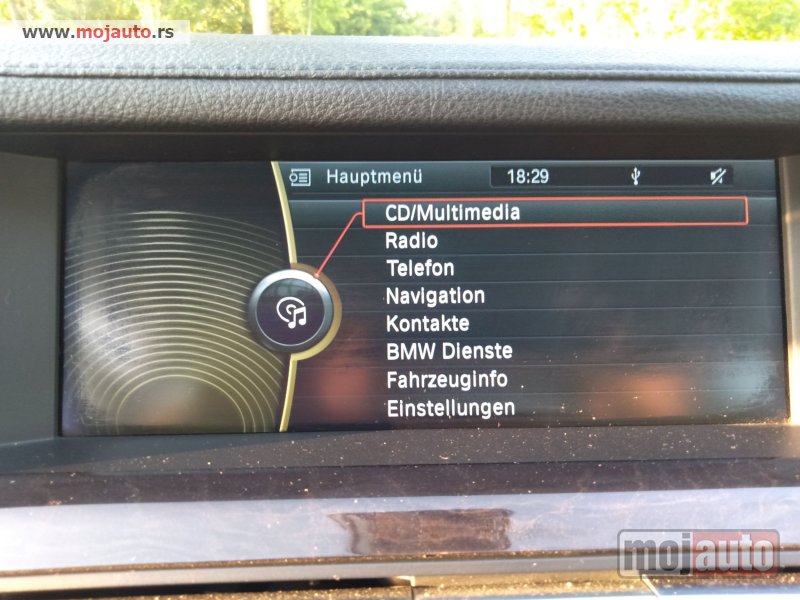 www.mojauto.rs
Hauptmenü 18:29
CD/Multimedia
Radio
Telefon
Navigation
Kontakte
BMW Dienste
Fahrzeuginfo
Einstellungen
mojauto